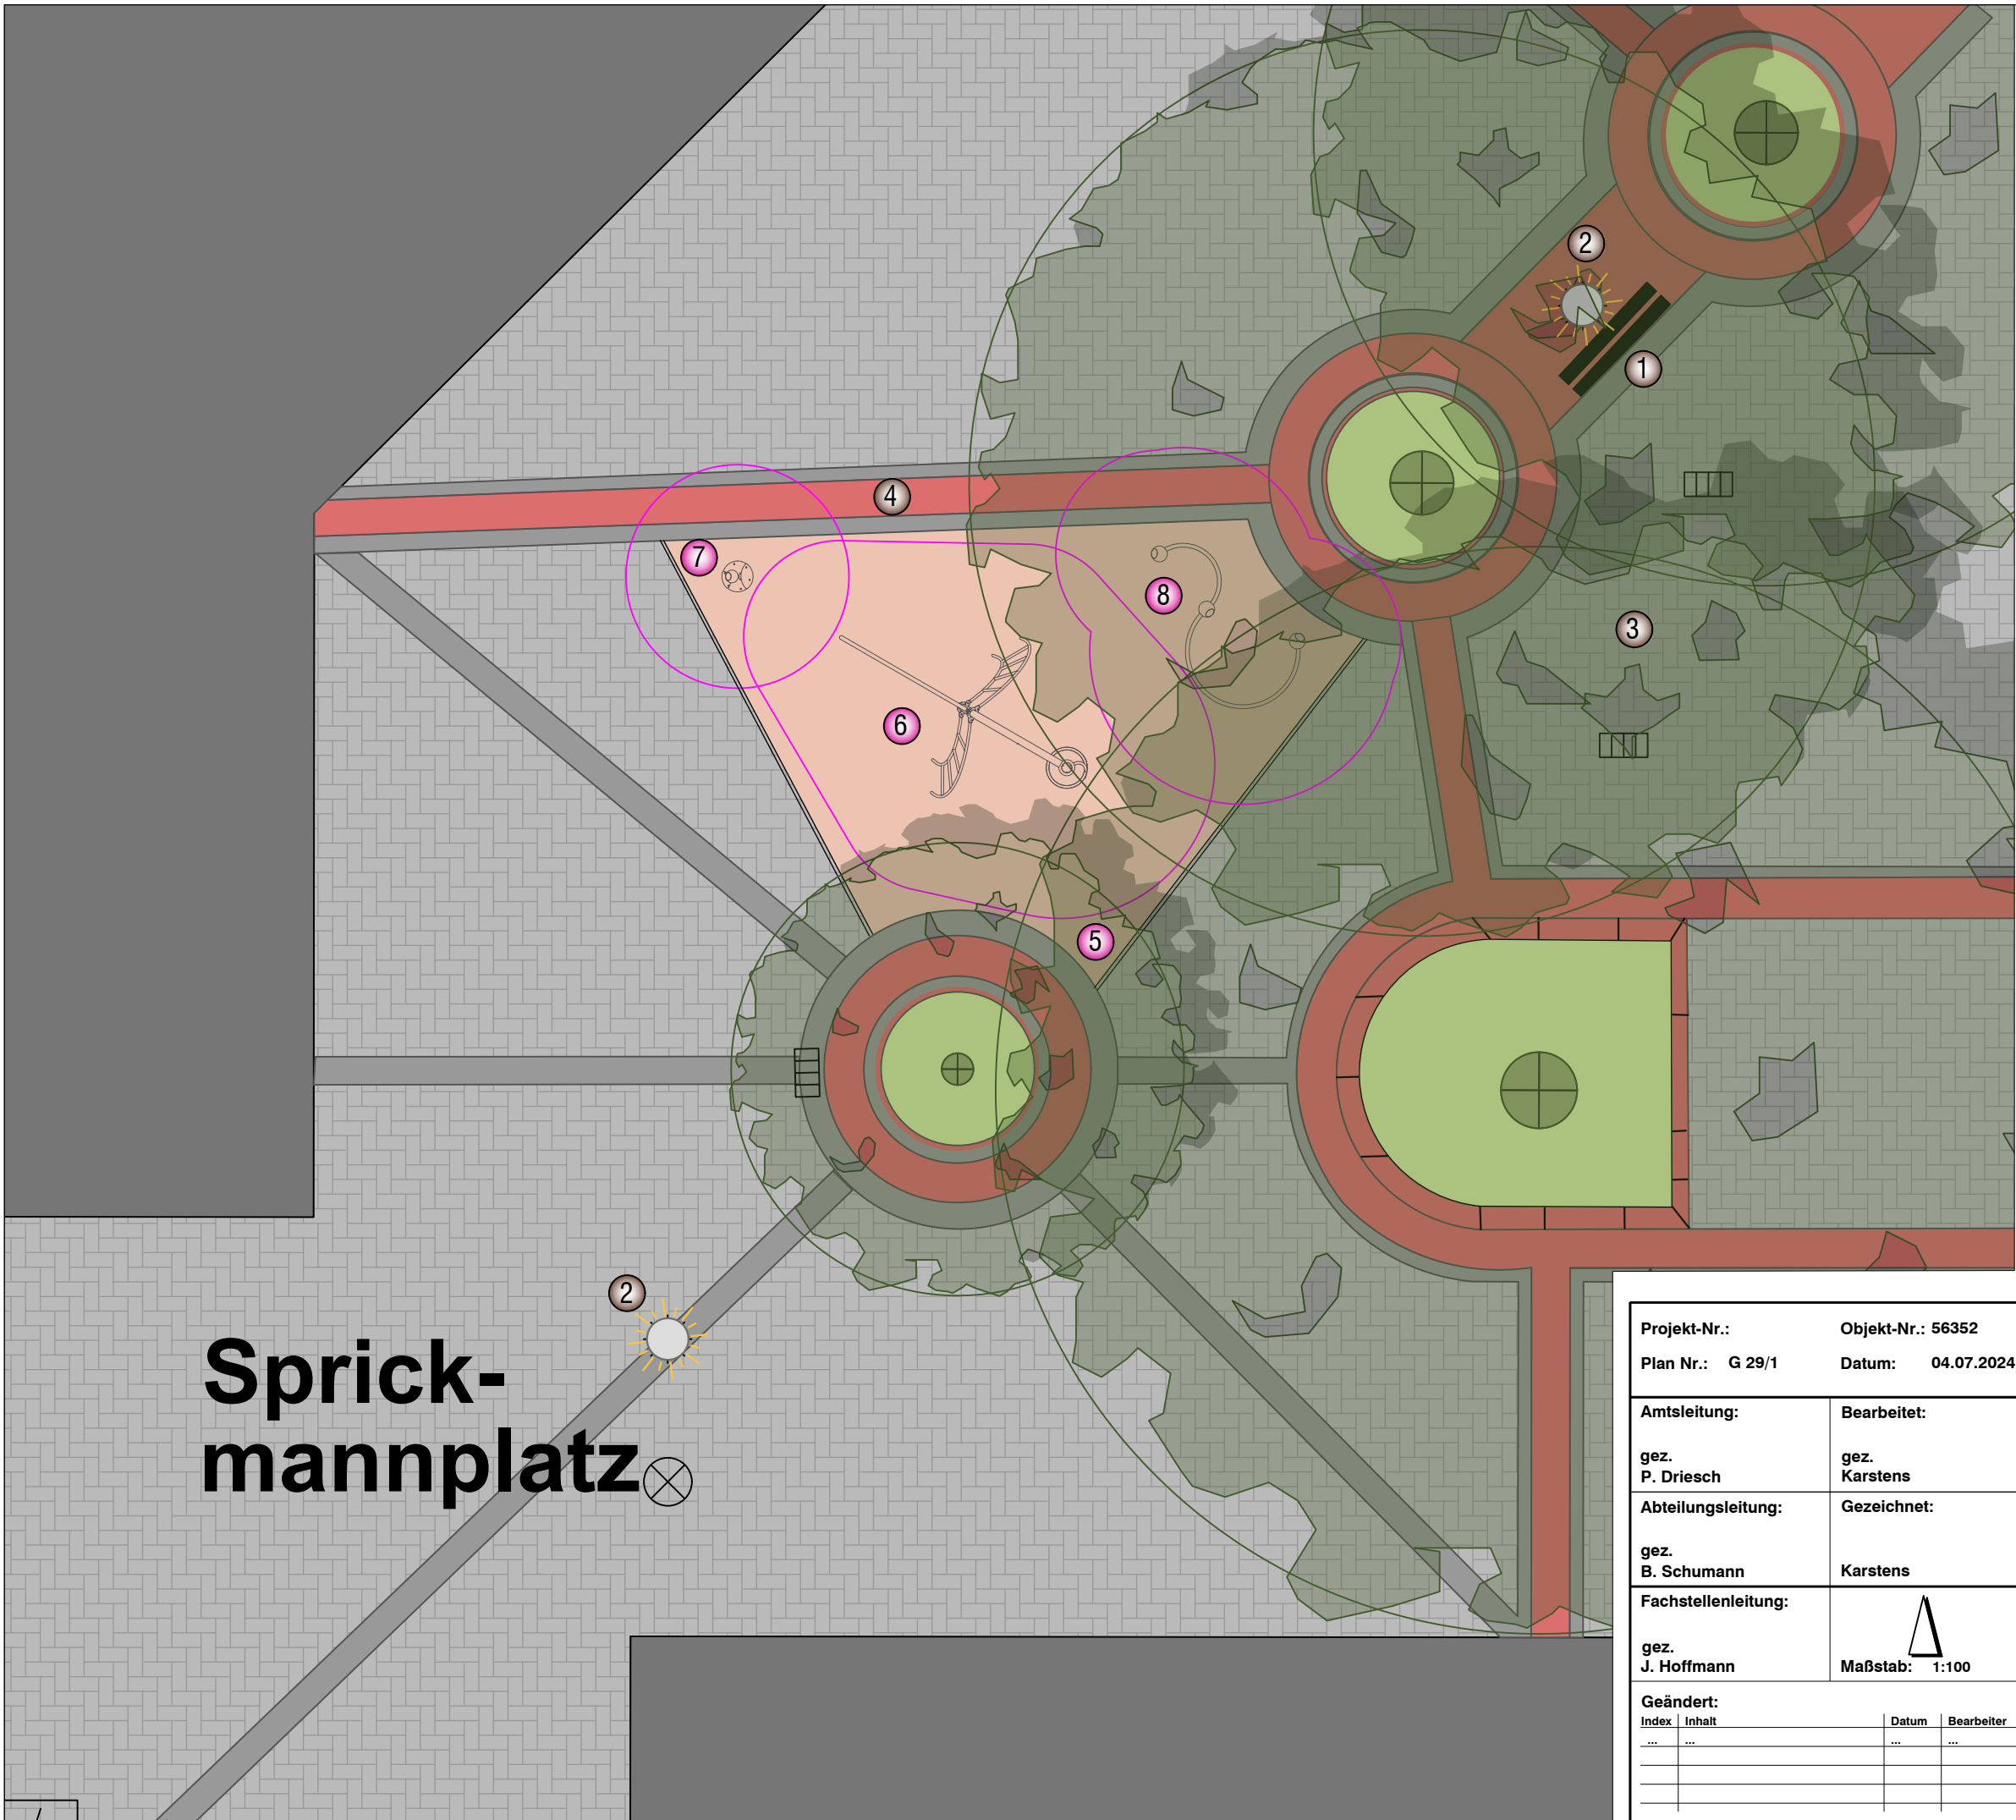 2
1
4
7
8
3
6
5
2
Sprick-
mannplatz
Projekt-Nr.: Objekt-Nr.: 56352
Plan Nr.: G 29/1 Datum: 04.07.2024
Amtsleitung: Bearbeitet:
gez. gez.
P. Driesch Karstens
Abteilungsleitung: Gezeichnet:
gez.
B. Schumann Karstens
Fachstellenleitung:
gez.
J. Hoffmann Maßstab: 1:100
Geändert:
Index Inhalt Datum Bearbeiter
... ... ... ...